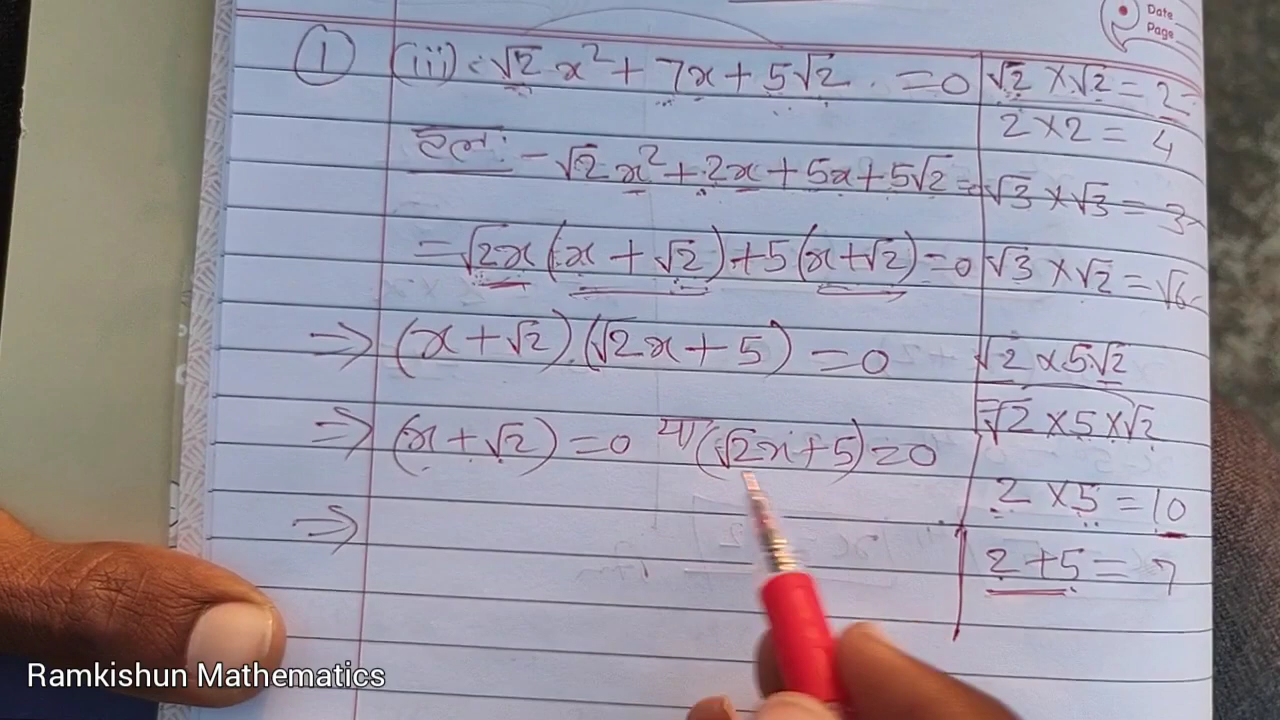 Date
Page
① (iii) :- √2 x² + 7x + 5√2 . = 0
हल :- √2 x² + 2x + 5x + 5√2 = 0
= √2x (x + √2) + 5 (x + √2) = 0
⇒ (x + √2) . (√2x + 5) = 0
⇒ (x + √2) = 0 या (√2x + 5) = 0
⇒
√2 × √2 = 2
2 × 2 = 4
√3 × √3 = 3
√3 × √2 = √6
√2 × 5.√2
√2 × 5 × √2
2 × 5 = 10
2 + 5 = 7
Ramkishun Mathematics